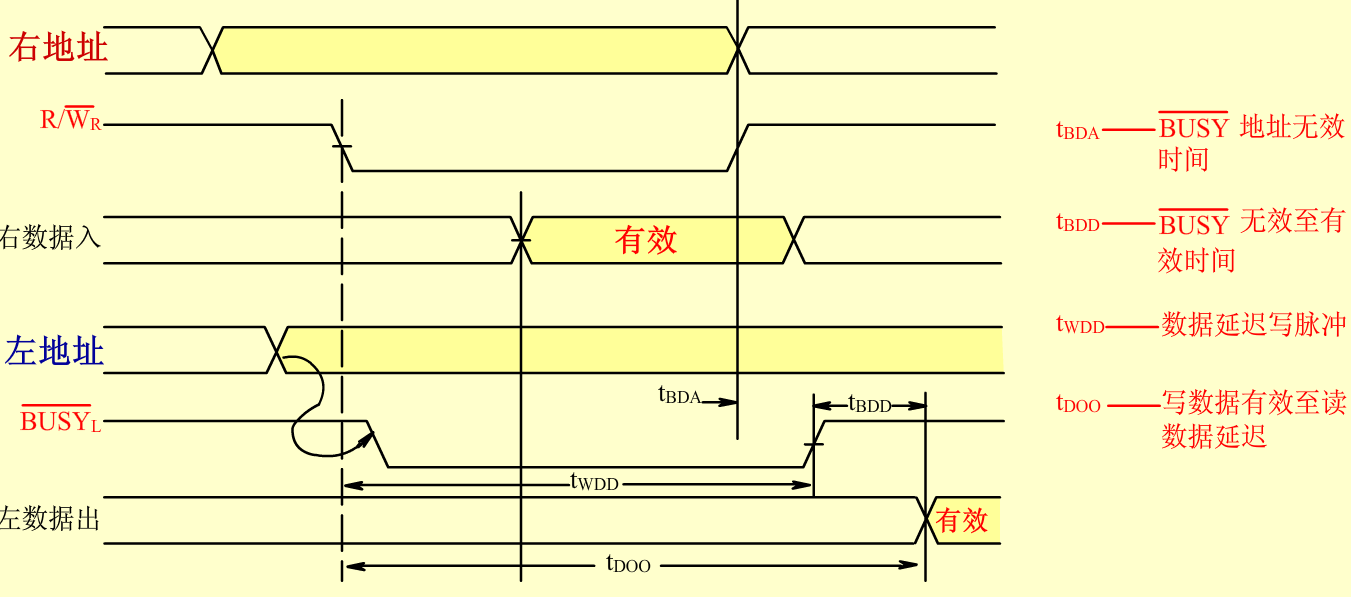 右地址
R/W̅R
tBDA——BUSY 地址无效
时间
右数据入
有效
tBDD——BUSY 无效至有
效时间
左地址
tWDD——数据延迟写脉冲
tBDA
tBDD
BUSYL
tDOO——写数据有效至读
数据延迟
tWDD
左数据出
有效
tDOO